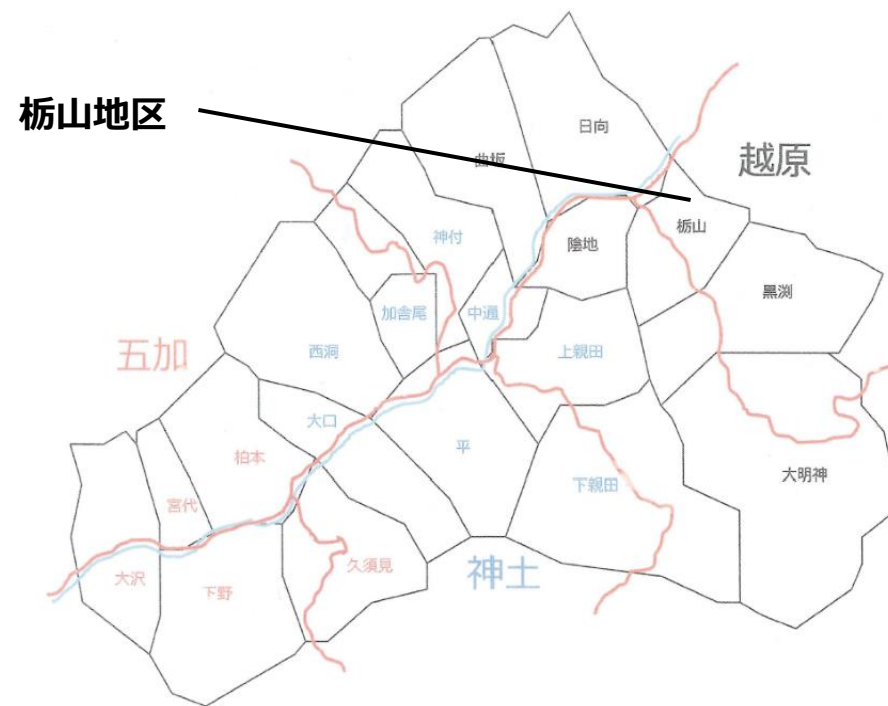 栃山地区
日向
曲坂
越原
栃山
陰地
神付
黒渕
加舎尾
中通
西洞
上親田
五加
大口
平
柏本
下親田
大明神
宮代
久須見
神土
大沢
下野